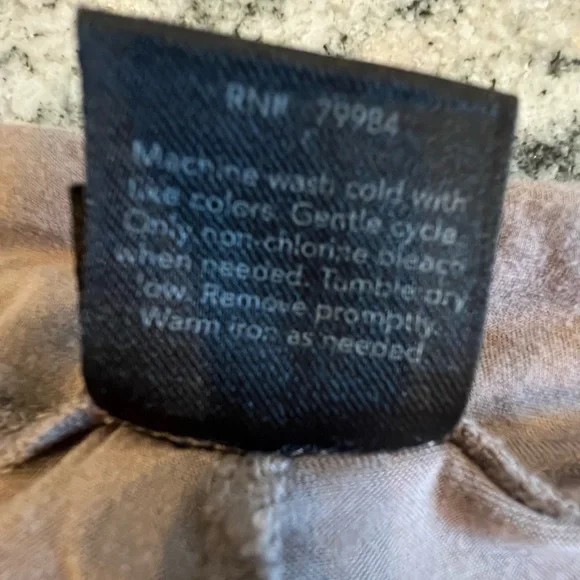 RN# 79984
Machine wash cold with
like colors. Gentle cycle.
Only non-chlorine bleach
when needed. Tumble dry
low. Remove promptly.
Warm iron as needed.